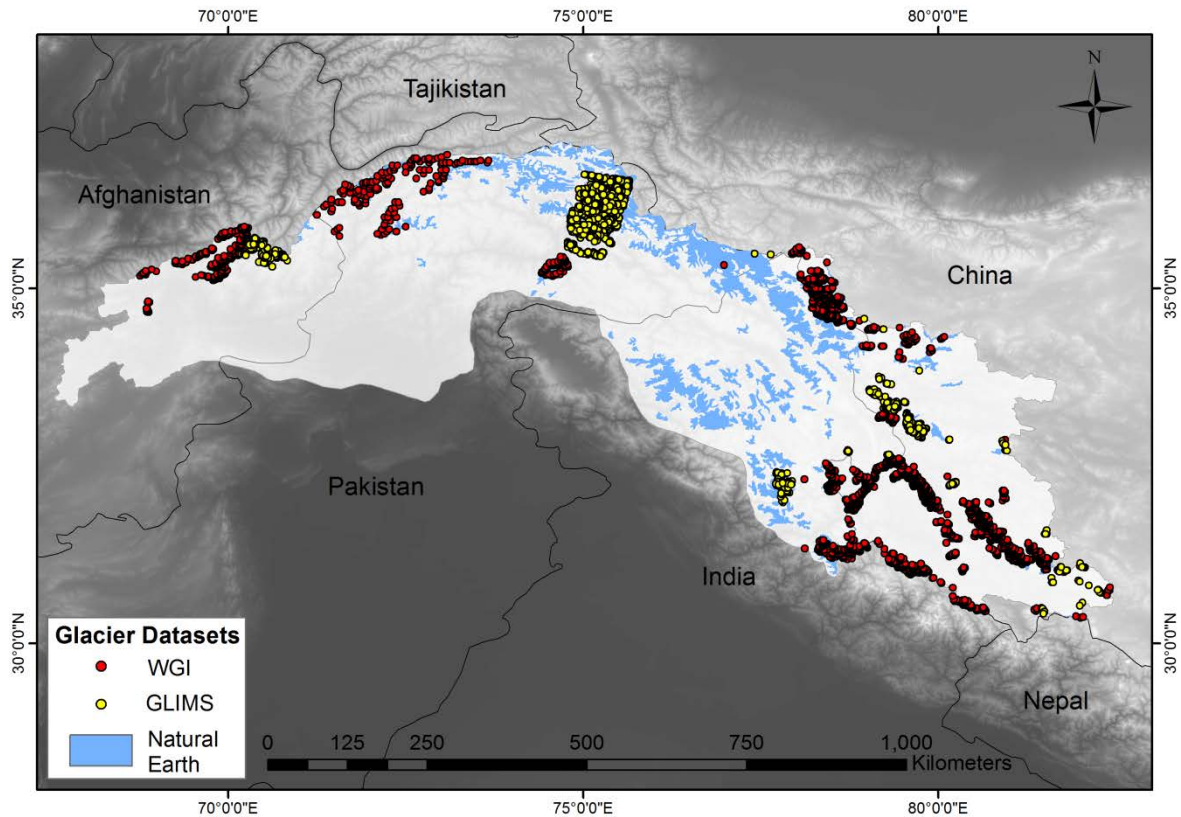 70°0'0"E
75°0'0"E
80°0'0"E
N
Tajikistan
Afghanistan
China
35°0'0"N
35°0'0"N
Pakistan
India
30°0'0"N
30°0'0"N
Nepal
Glacier Datasets
WGI
GLIMS
Natural
Earth
0 125 250 500 750 1,000
Kilometers
70°0'0"E
75°0'0"E
80°0'0"E